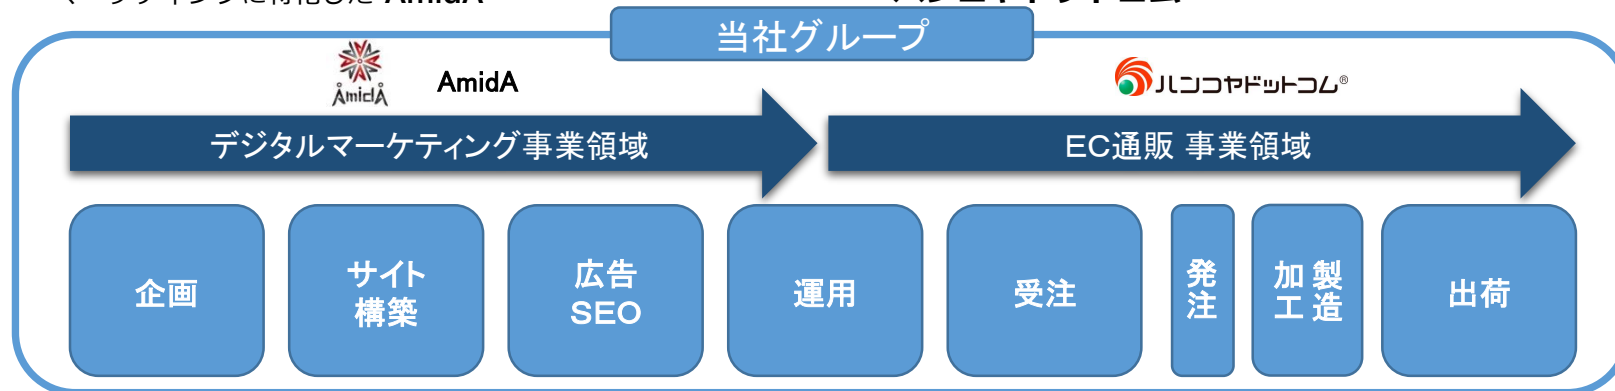 AmidA
当社グループ
ÅmidÅ
AmidA
ハンコヤドットコム®
デジタルマーケティング事業領域
EC通販 事業領域
企画
サイト
構築
広告
SEO
運用
受注
発注
製造
加工
出荷